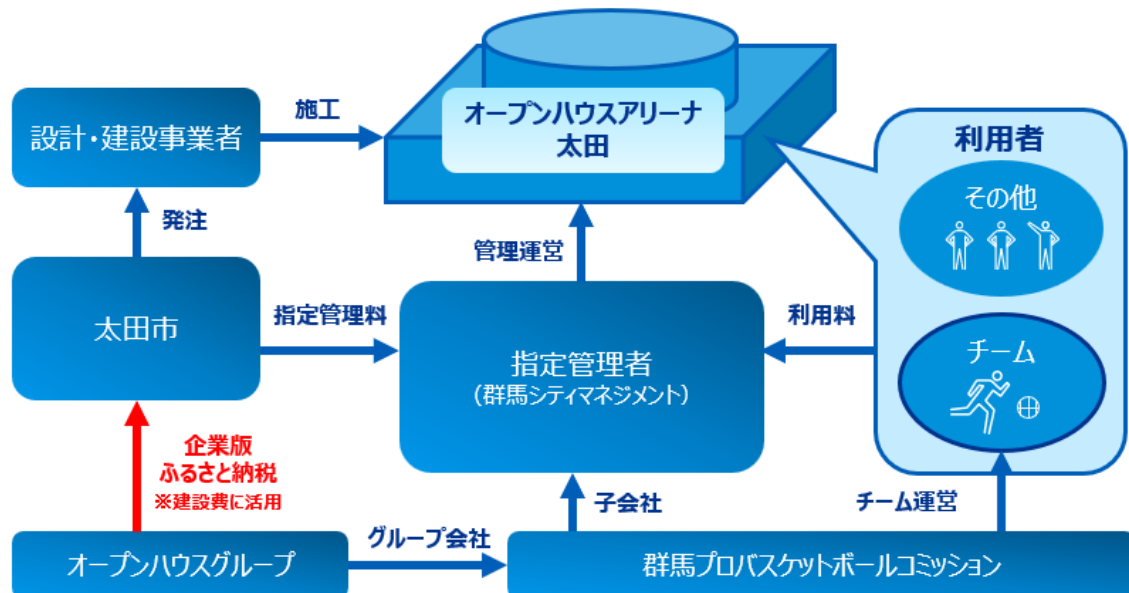 オープンハウスアリーナ
太田
施工
設計・建設事業者
利用者
その他
発注
管理運営
太田市
指定管理料
指定管理者
(群馬シティマネジメント)
利用料
チーム
企業版
ふるさと納税
※建設費に活用
子会社
チーム運営
オープンハウスグループ
グループ会社
群馬プロバスケットボールコミッション